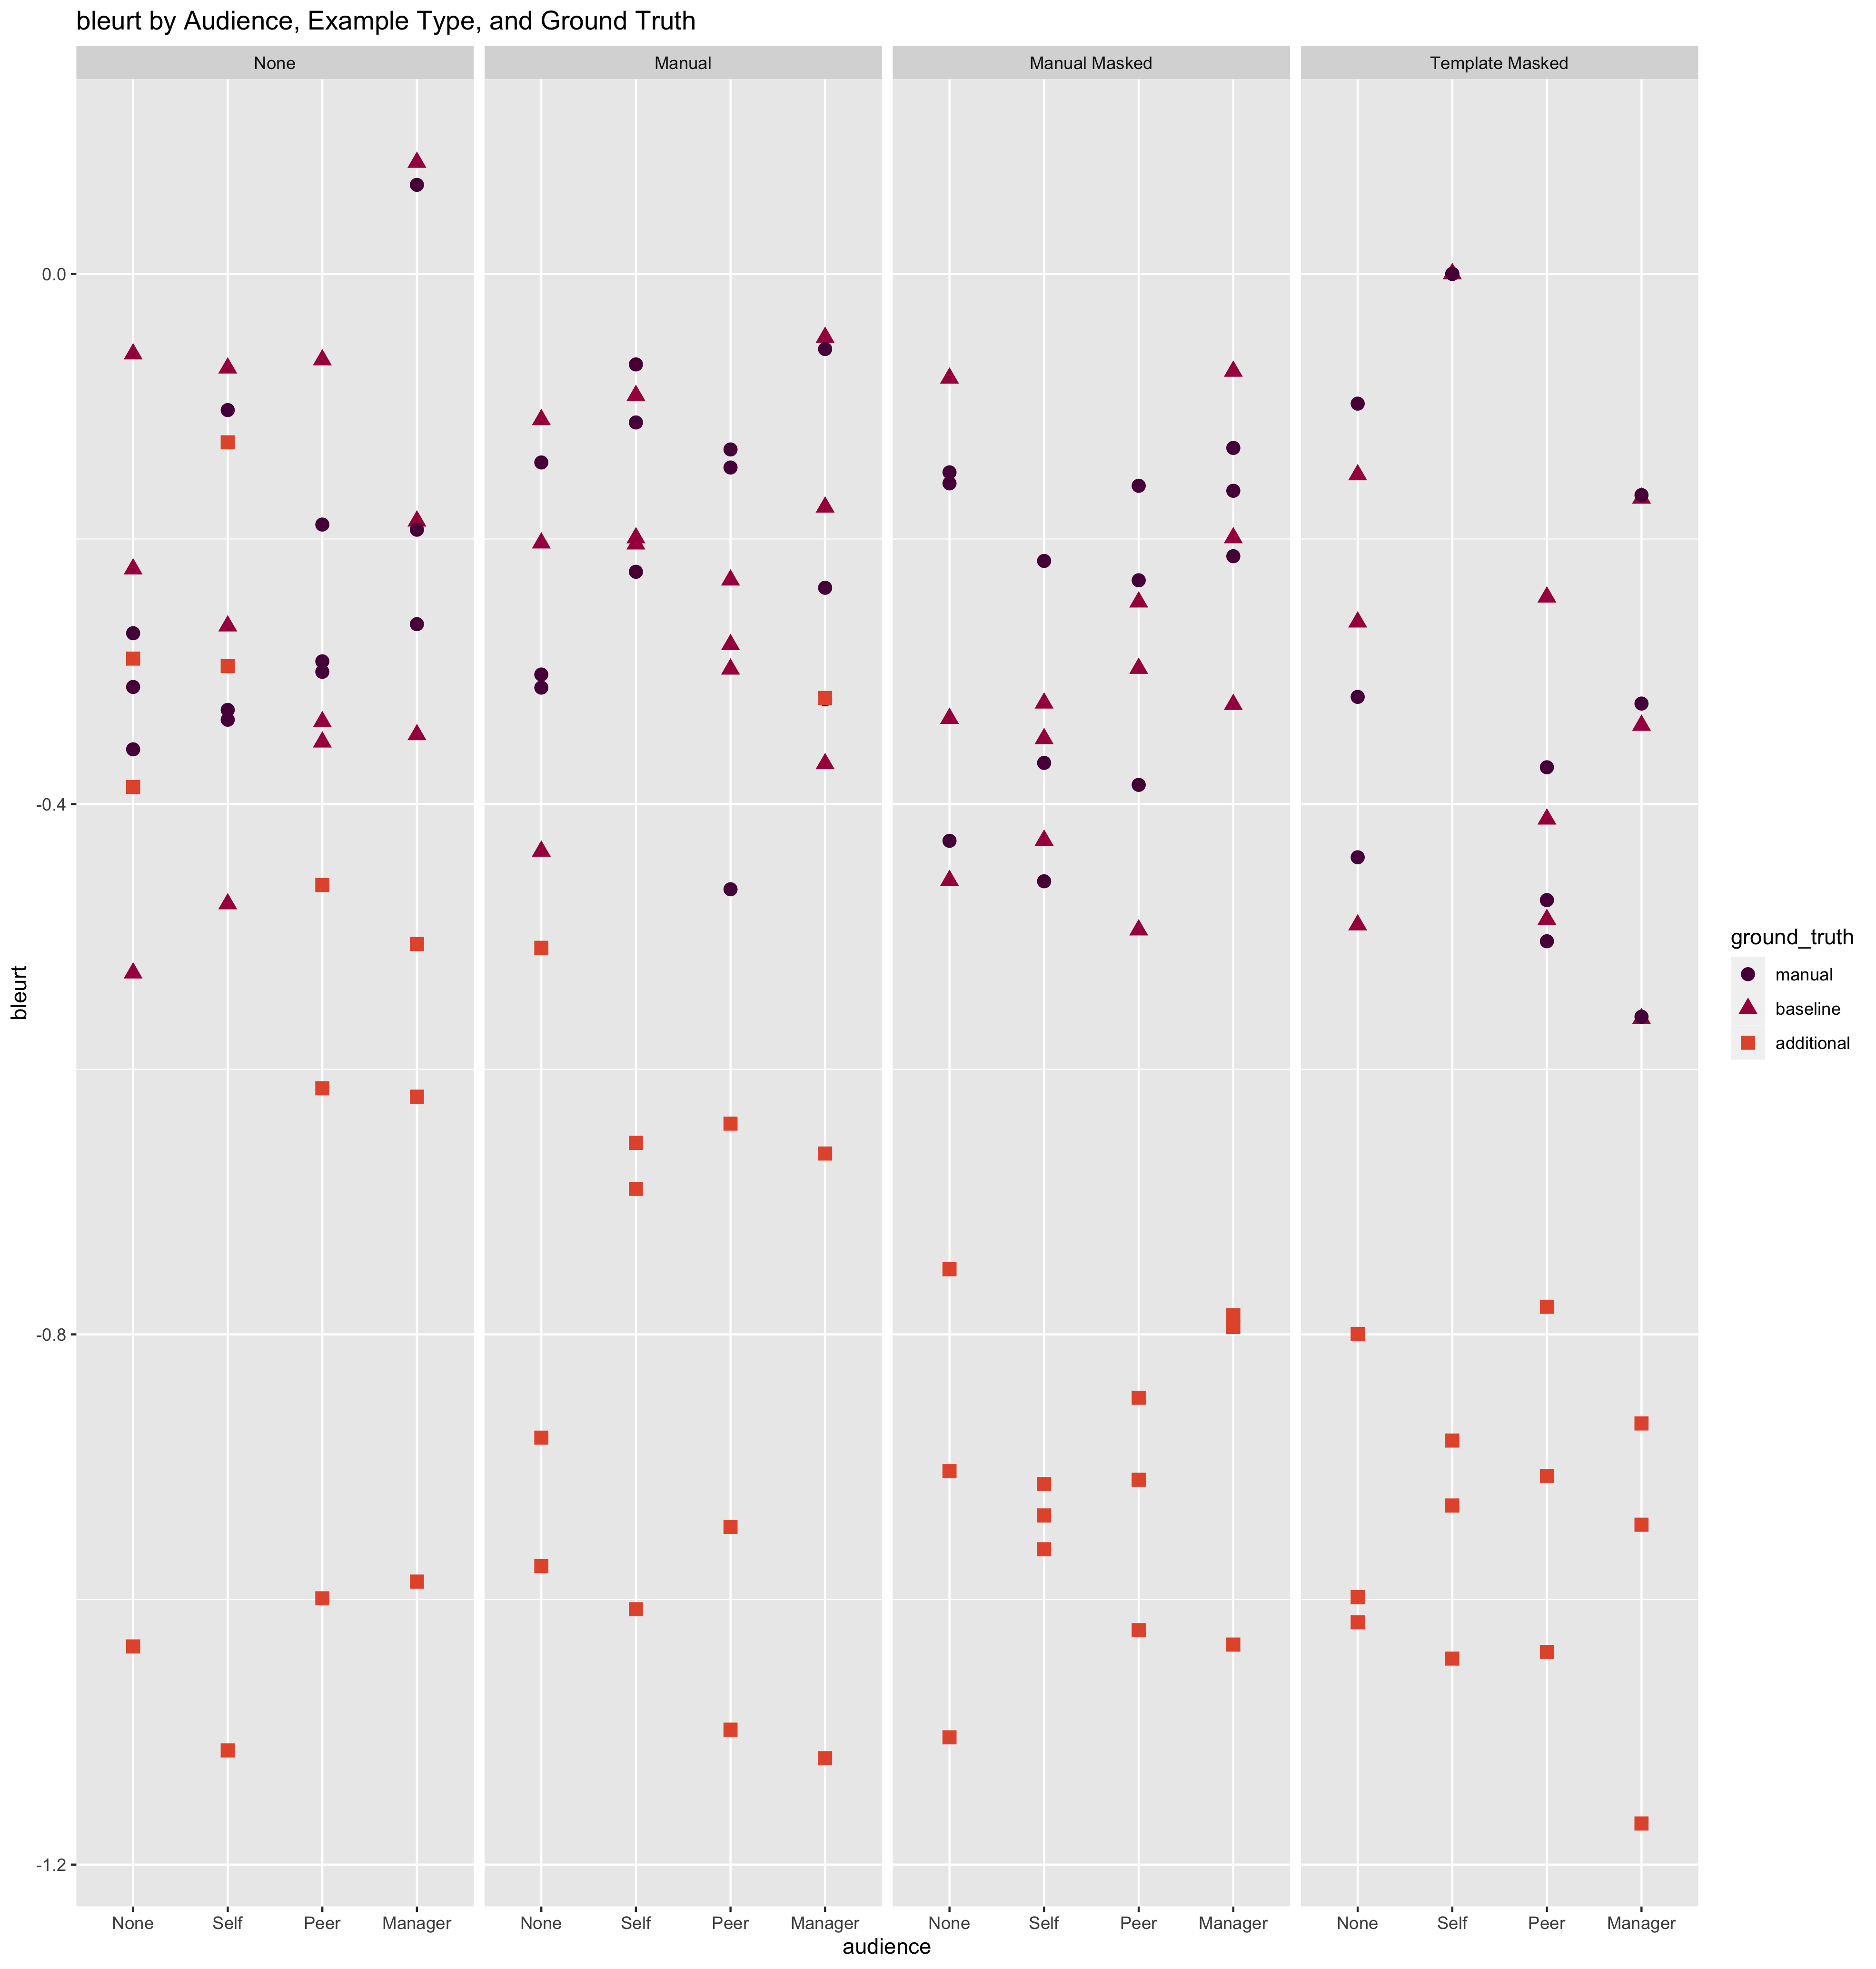 bleurt by Audience, Example Type, and Ground Truth
None
Manual
Manual Masked
Template Masked
0.0
-0.4
-0.8
-1.2
bleurt
None Self Peer Manager
None Self Peer Manager
None Self Peer Manager
None Self Peer Manager
audience
ground_truth
manual
baseline
additional